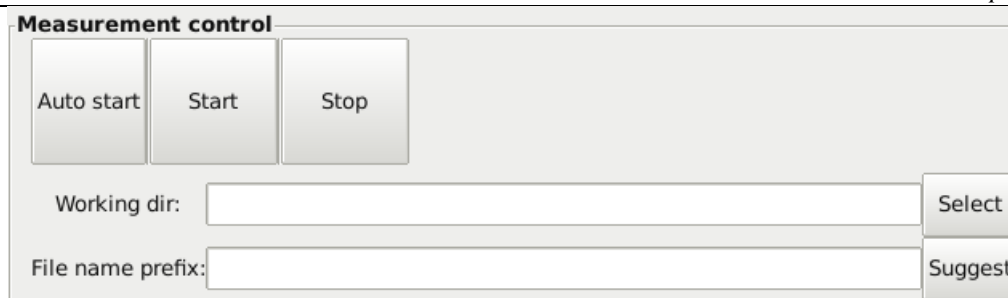 Measurement control
Auto start Start Stop
Working dir: Select
File name prefix: Suggest